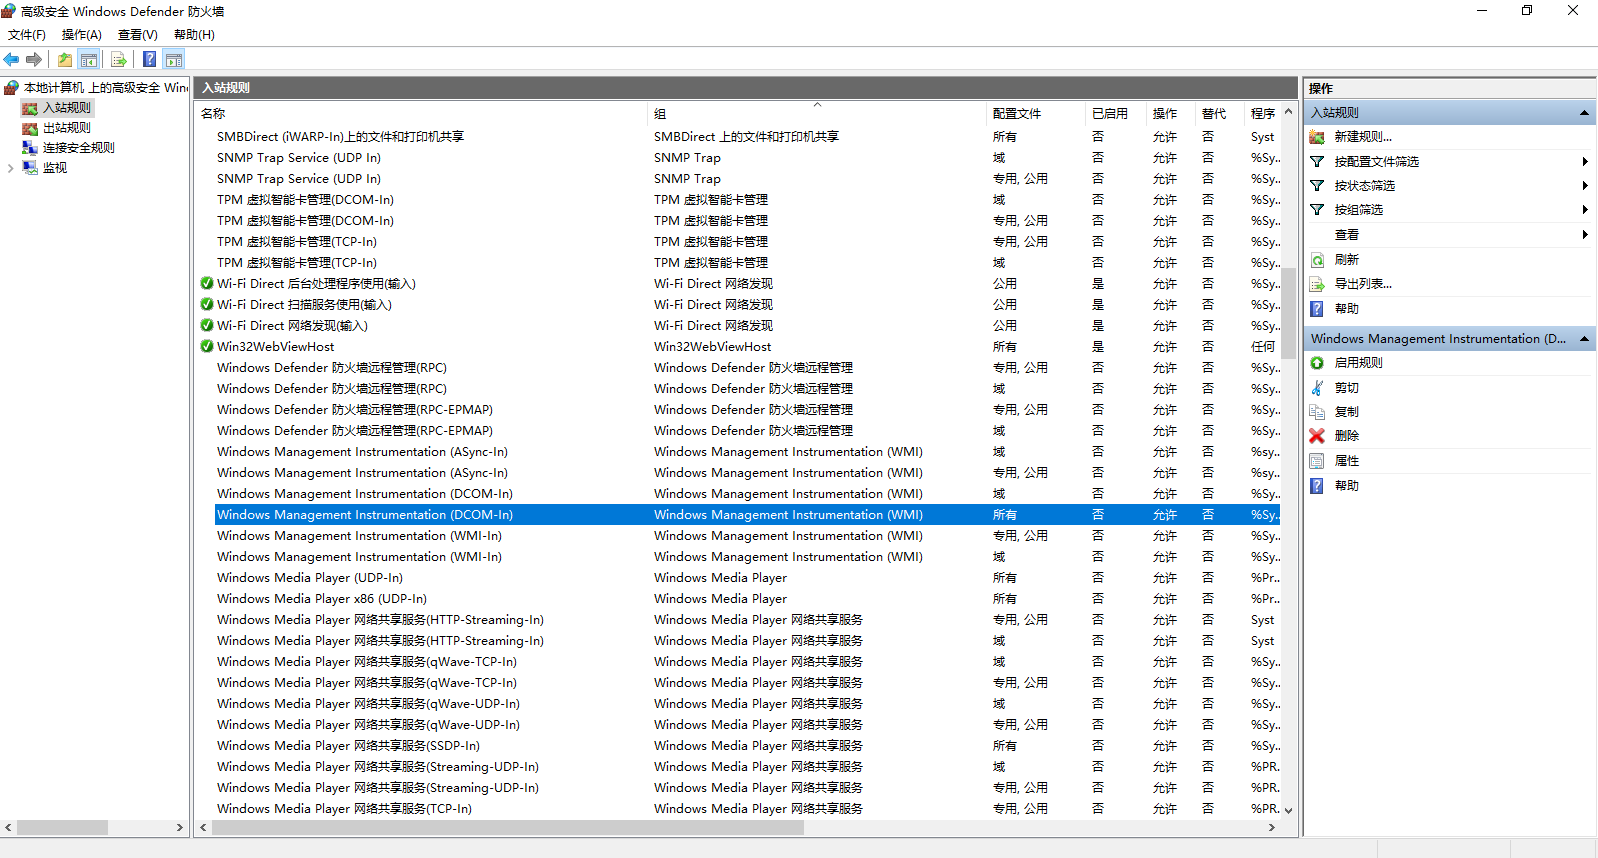 高级安全 Windows Defender 防火墙
文件(F) 操作(A) 查看(V) 帮助(H)
本地计算机 上的高级安全 Win
入站规则
出站规则
连接安全规则
监视
入站规则
名称 组 配置文件 已启用 操作 替代 程序
SMBDirect (iWARP-In)上的文件和打印机共享 SMBDirect 上的文件和打印机共享 所有 否 允许 否 Syst
SNMP Trap Service (UDP In) SNMP Trap 域 否 允许 否 %Sy..
SNMP Trap Service (UDP In) SNMP Trap 专用, 公用 否 允许 否 %Sy..
TPM 虚拟智能卡管理(DCOM-In) TPM 虚拟智能卡管理 域 否 允许 否 %Sy..
TPM 虚拟智能卡管理(DCOM-In) TPM 虚拟智能卡管理 专用, 公用 否 允许 否 %Sy..
TPM 虚拟智能卡管理(TCP-In) TPM 虚拟智能卡管理 专用, 公用 否 允许 否 %Sy..
TPM 虚拟智能卡管理(TCP-In) TPM 虚拟智能卡管理 域 否 允许 否 %Sy..
Wi-Fi Direct 后台处理程序使用(输入) Wi-Fi Direct 网络发现 公用 是 允许 否 %Sy..
Wi-Fi Direct 扫描服务使用(输入) Wi-Fi Direct 网络发现 公用 是 允许 否 %Sy..
Wi-Fi Direct 网络发现(输入) Wi-Fi Direct 网络发现 公用 是 允许 否 %Sy..
Win32WebViewHost Win32WebViewHost 所有 是 允许 否 任何
Windows Defender 防火墙远程管理(RPC) Windows Defender 防火墙远程管理 专用, 公用 否 允许 否 %Sy..
Windows Defender 防火墙远程管理(RPC) Windows Defender 防火墙远程管理 域 否 允许 否 %Sy..
Windows Defender 防火墙远程管理(RPC-EPMAP) Windows Defender 防火墙远程管理 专用, 公用 否 允许 否 %Sy..
Windows Defender 防火墙远程管理(RPC-EPMAP) Windows Defender 防火墙远程管理 域 否 允许 否 %Sy..
Windows Management Instrumentation (ASync-In) Windows Management Instrumentation (WMI) 域 否 允许 否 %sy..
Windows Management Instrumentation (ASync-In) Windows Management Instrumentation (WMI) 专用, 公用 否 允许 否 %sy..
Windows Management Instrumentation (DCOM-In) Windows Management Instrumentation (WMI) 域 否 允许 否 %Sy..
Windows Management Instrumentation (DCOM-In) Windows Management Instrumentation (WMI) 所有 否 允许 否 %Sy..
Windows Management Instrumentation (WMI-In) Windows Management Instrumentation (WMI) 专用, 公用 否 允许 否 %Sy..
Windows Management Instrumentation (WMI-In) Windows Management Instrumentation (WMI) 域 否 允许 否 %Sy..
Windows Media Player (UDP-In) Windows Media Player 所有 否 允许 否 %Pr..
Windows Media Player x86 (UDP-In) Windows Media Player 所有 否 允许 否 %Pr..
Windows Media Player 网络共享服务(HTTP-Streaming-In) Windows Media Player 网络共享服务 专用, 公用 否 允许 否 Syst
Windows Media Player 网络共享服务(HTTP-Streaming-In) Windows Media Player 网络共享服务 域 否 允许 否 Syst
Windows Media Player 网络共享服务(qWave-TCP-In) Windows Media Player 网络共享服务 域 否 允许 否 %Sy..
Windows Media Player 网络共享服务(qWave-TCP-In) Windows Media Player 网络共享服务 专用, 公用 否 允许 否 %Sy..
Windows Media Player 网络共享服务(qWave-UDP-In) Windows Media Player 网络共享服务 域 否 允许 否 %Sy..
Windows Media Player 网络共享服务(qWave-UDP-In) Windows Media Player 网络共享服务 专用, 公用 否 允许 否 %Sy..
Windows Media Player 网络共享服务(SSDP-In) Windows Media Player 网络共享服务 所有 否 允许 否 %Sy..
Windows Media Player 网络共享服务(Streaming-UDP-In) Windows Media Player 网络共享服务 域 否 允许 否 %PR.
Windows Media Player 网络共享服务(Streaming-UDP-In) Windows Media Player 网络共享服务 专用, 公用 否 允许 否 %PR.
Windows Media Player 网络共享服务(TCP-In) Windows Media Player 网络共享服务 专用, 公用 否 允许 否 %PR.
操作
入站规则
新建规则...
按配置文件筛选
按状态筛选
按组筛选
查看
刷新
导出列表...
帮助
Windows Management Instrumentation (D...
启用规则
剪切
复制
删除
属性
帮助